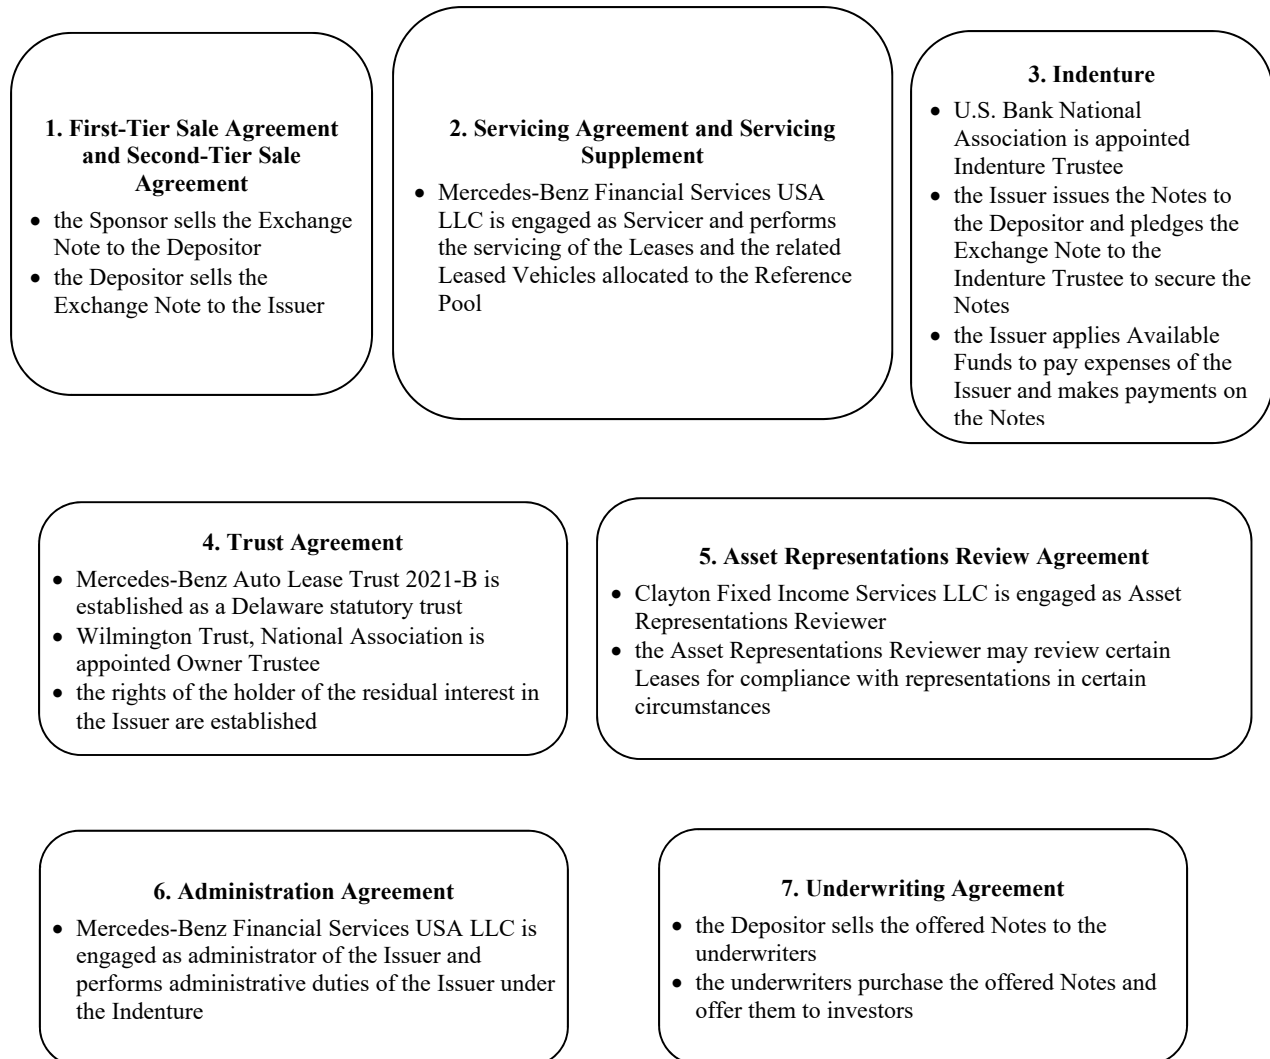 1. First-Tier Sale Agreement
and Second-Tier Sale
Agreement
• the Sponsor sells the Exchange
Note to the Depositor
• the Depositor sells the
Exchange Note to the Issuer
2. Servicing Agreement and Servicing
Supplement
• Mercedes-Benz Financial Services USA
LLC is engaged as Servicer and performs
the servicing of the Leases and the related
Leased Vehicles allocated to the Reference
Pool
3. Indenture
• U.S. Bank National
Association is appointed
Indenture Trustee
• the Issuer issues the Notes to
the Depositor and pledges the
Exchange Note to the
Indenture Trustee to secure the
Notes
• the Issuer applies Available
Funds to pay expenses of the
Issuer and makes payments on
the Notes
4. Trust Agreement
• Mercedes-Benz Auto Lease Trust 2021-B is
established as a Delaware statutory trust
• Wilmington Trust, National Association is
appointed Owner Trustee
• the rights of the holder of the residual interest in
the Issuer are established
5. Asset Representations Review Agreement
• Clayton Fixed Income Services LLC is engaged as Asset
Representations Reviewer
• the Asset Representations Reviewer may review certain
Leases for compliance with representations in certain
circumstances
6. Administration Agreement
• Mercedes-Benz Financial Services USA LLC is
engaged as administrator of the Issuer and
performs administrative duties of the Issuer under
the Indenture
7. Underwriting Agreement
• the Depositor sells the offered Notes to the
underwriters
• the underwriters purchase the offered Notes and
offer them to investors